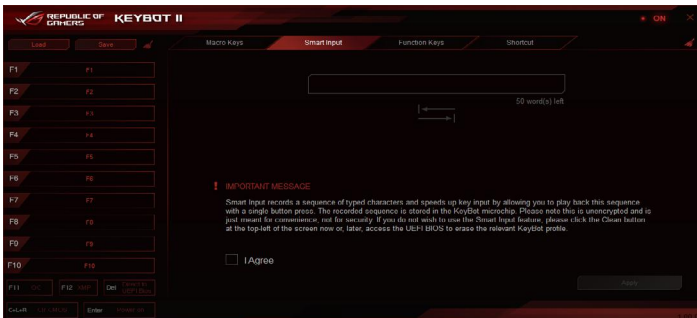 REPUBLIC OF
GAMERS
KEYBOT II
ON
Load
Save
Macro Keys
Smart Input
Function Keys
Shortcut
F1 F1
F2 F2
F3 F3
F4 F4
F5 F5
F6 F6
F7 F7
F8 F8
F9 F9
F10 F10
F11 OC
F12 XMP
Del Direct to
UEFI Bios
C+L+R
Enter
50 word(s) left
! IMPORTANT MESSAGE
Smart Input records a sequence of typed characters and speeds up key input by allowing you to play back this sequence
with a single button press. The recorded sequence is stored in the KeyBot microchip. Please note this is unencrypted and is
just meant for convenience, not for security. If you do not wish to use the Smart Input feature, please click the Clean button
at the top-left of the screen now or, later, access the UEFI BIOS to erase the relevant KeyBot profile.
I Agree
Apply